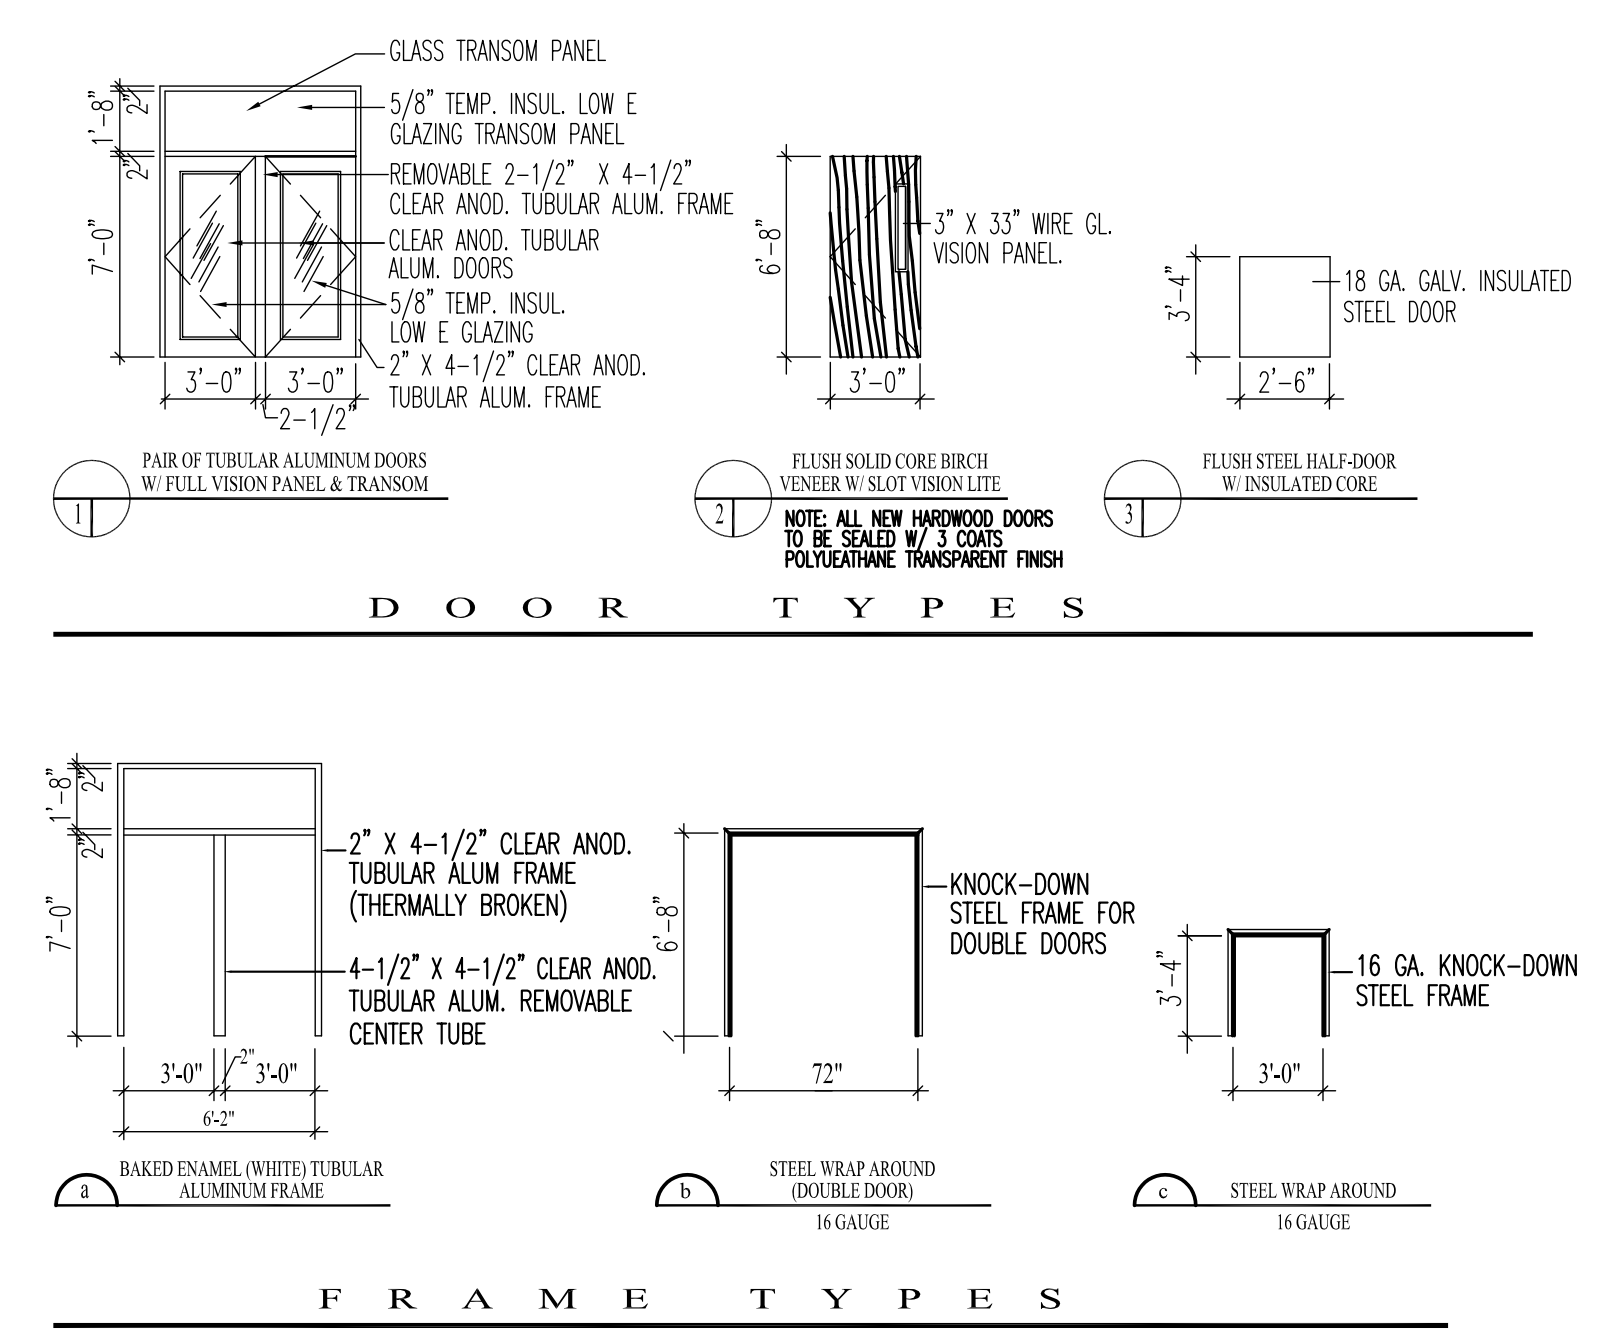 GLASS TRANSOM PANEL
5/8" TEMP. INSUL. LOW E
GLAZING TRANSOM PANEL
REMOVABLE 2-1/2" X 4-1/2"
CLEAR ANOD. TUBULAR ALUM. FRAME
CLEAR ANOD. TUBULAR
ALUM. DOORS
5/8" TEMP. INSUL.
LOW E GLAZING
2" X 4-1/2" CLEAR ANOD.
TUBULAR ALUM. FRAME
1'-8"
2"
2"
7'-0"
3'-0"
3'-0"
2-1/2"
1
PAIR OF TUBULAR ALUMINUM DOORS
W/ FULL VISION PANEL & TRANSOM
6'-8"
3" X 33" WIRE GL.
VISION PANEL.
3'-0"
2
FLUSH SOLID CORE BIRCH
VENEER W/ SLOT VISION LITE
NOTE: ALL NEW HARDWOOD DOORS
TO BE SEALED W/ 3 COATS
POLYUEATHANE TRANSPARENT FINISH
3'-4"
18 GA. GALV. INSULATED
STEEL DOOR
2'-6"
3
FLUSH STEEL HALF-DOOR
W/ INSULATED CORE
DOOR TYPES
1'-8"
2"
2"
7'-0"
2" X 4-1/2" CLEAR ANOD.
TUBULAR ALUM FRAME
(THERMALLY BROKEN)
4-1/2" X 4-1/2" CLEAR ANOD.
TUBULAR ALUM. REMOVABLE
CENTER TUBE
3'-0"
2"
3'-0"
6'-2"
a
BAKED ENAMEL (WHITE) TUBULAR
ALUMINUM FRAME
6'-8"
KNOCK-DOWN
STEEL FRAME FOR
DOUBLE DOORS
72"
b
STEEL WRAP AROUND
(DOUBLE DOOR)
16 GAUGE
3'-4"
16 GA. KNOCK-DOWN
STEEL FRAME
3'-0"
c
STEEL WRAP AROUND
16 GAUGE
FRAME TYPES